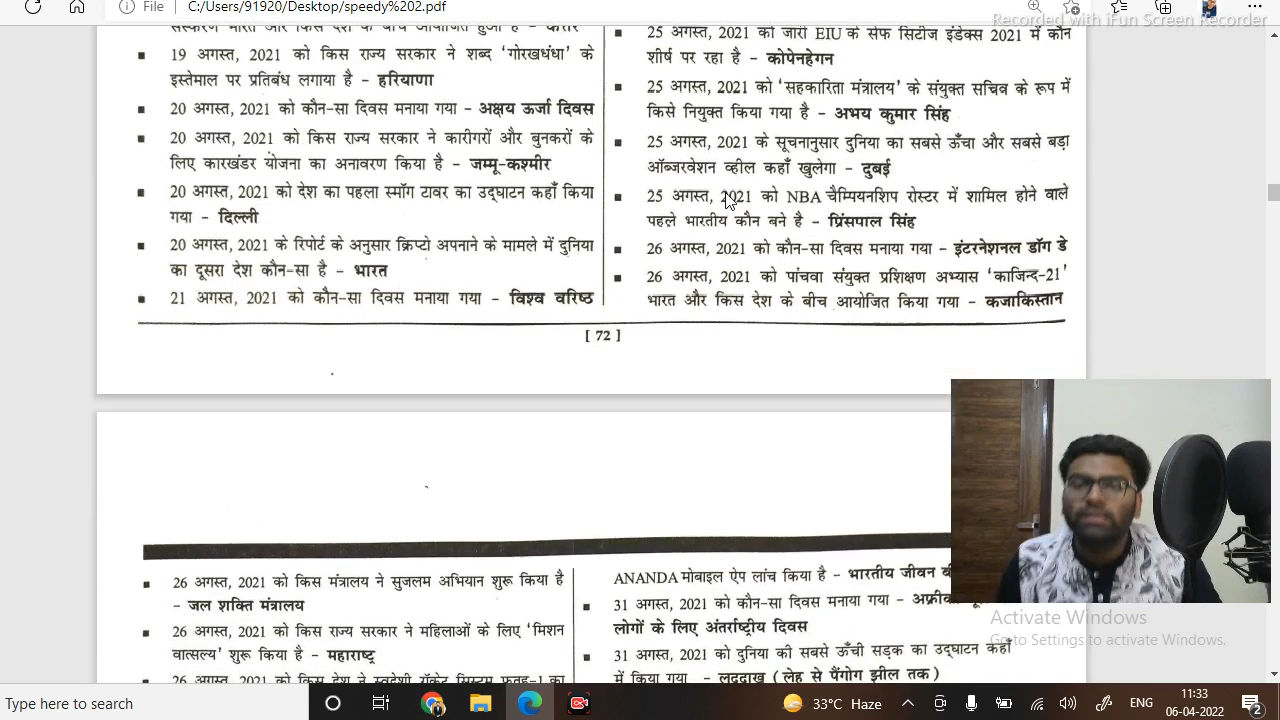 File
C:/Users/91920/Desktop/speedy%202.pdf
Recorded with iFun Screen Recorder
19 अगस्त, 2021 को किस राज्य सरकार ने शब्द 'गोरखधंधा' के
इस्तेमाल पर प्रतिबंध लगाया है - हरियाणा
20 अगस्त, 2021 को कौन-सा दिवस मनाया गया - अक्षय ऊर्जा दिवस
20 अगस्त, 2021 को किस राज्य सरकार ने कारीगरों और बुनकरों के
लिए कारखंडर योजना का अनावरण किया है - जम्मू-कश्मीर
20 अगस्त, 2021 को देश का पहला स्मॉग टावर का उद्घाटन कहाँ किया
गया - दिल्ली
20 अगस्त, 2021 के रिपोर्ट के अनुसार क्रिप्टो अपनाने के मामले में दुनिया
का दूसरा देश कौन-सा है - भारत
21 अगस्त, 2021 को कौन-सा दिवस मनाया गया - विश्व वरिष्ठ
25 अगस्त, 2021 को जारी EIU के सेफ सिटीज इंडेक्स 2021 में कौन
शीर्ष पर रहा है - कोपेनहेगन
25 अगस्त, 2021 को 'सहकारिता मंत्रालय' के संयुक्त सचिव के रूप में
किसे नियुक्त किया गया है - अभय कुमार सिंह
25 अगस्त, 2021 के सूचनानुसार दुनिया का सबसे ऊँचा और सबसे बड़ा
ऑब्जरवेशन व्हील कहाँ खुलेगा - दुबई
25 अगस्त, 2021 को NBA चैम्पियनशिप रोस्टर में शामिल होने वाले
पहले भारतीय कौन बने है - प्रिंसपाल सिंह
26 अगस्त, 2021 को कौन-सा दिवस मनाया गया - इंटरनेशनल डॉग डे
26 अगस्त, 2021 को पांचवा संयुक्त प्रशिक्षण अभ्यास 'काजिन्द-21'
भारत और किस देश के बीच आयोजित किया गया - कजाकिस्तान
[ 72 ]
26 अगस्त, 2021 को किस मंत्रालय ने सुजलम अभियान शुरू किया है
- जल शक्ति मंत्रालय
26 अगस्त, 2021 को किस राज्य सरकार ने महिलाओं के लिए 'मिशन
वात्सल्य' शुरू किया है - महाराष्ट्र
26 अगस्त, 2021 को किस देश ने स्वदेशी रॉकेट सिस्टम फतह-1 का
ANANDA मोबाइल ऐप लांच किया है - भारतीय जीवन
31 अगस्त, 2021 को कौन-सा दिवस मनाया गया -
लोगों के लिए अंतर्राष्ट्रीय दिवस
31 अगस्त, 2021 को दुनिया की सबसे ऊँची सड़क का उद्घाटन कहाँ
में किया गया - लद्दाख (लेह से पैंगोग झील तक)
Activate Windows
Go to Settings to activate Windows.
Type here to search
33°C Haze
ENG
11:33
06-04-2022
2